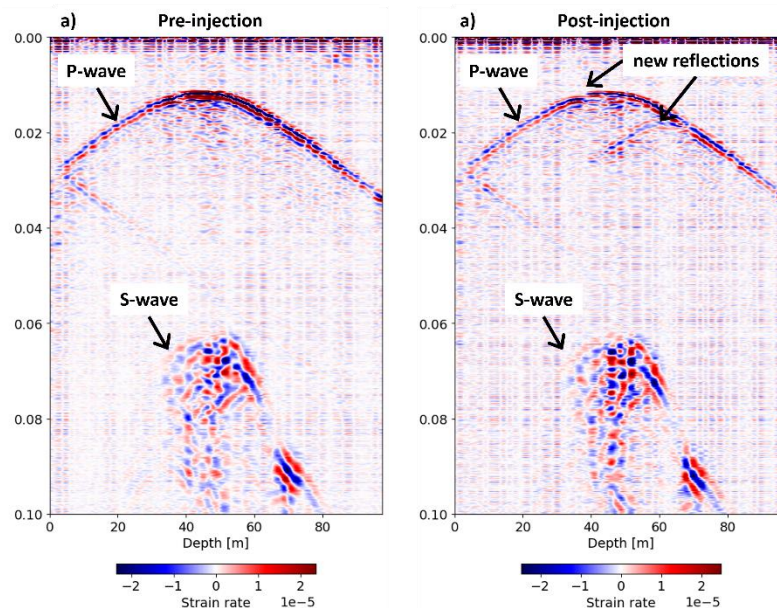 a) Pre-injection
P-wave
S-wave
0.00
0.02
0.04
0.06
0.08
0.10
0 20 40 60 80
Depth [m]
−2 −1 0 1 2
Strain rate 1e−5
a) Post-injection
P-wave
new reflections
S-wave
0.00
0.02
0.04
0.06
0.08
0.10
0 20 40 60 80
Depth [m]
−2 −1 0 1 2
Strain rate 1e−5